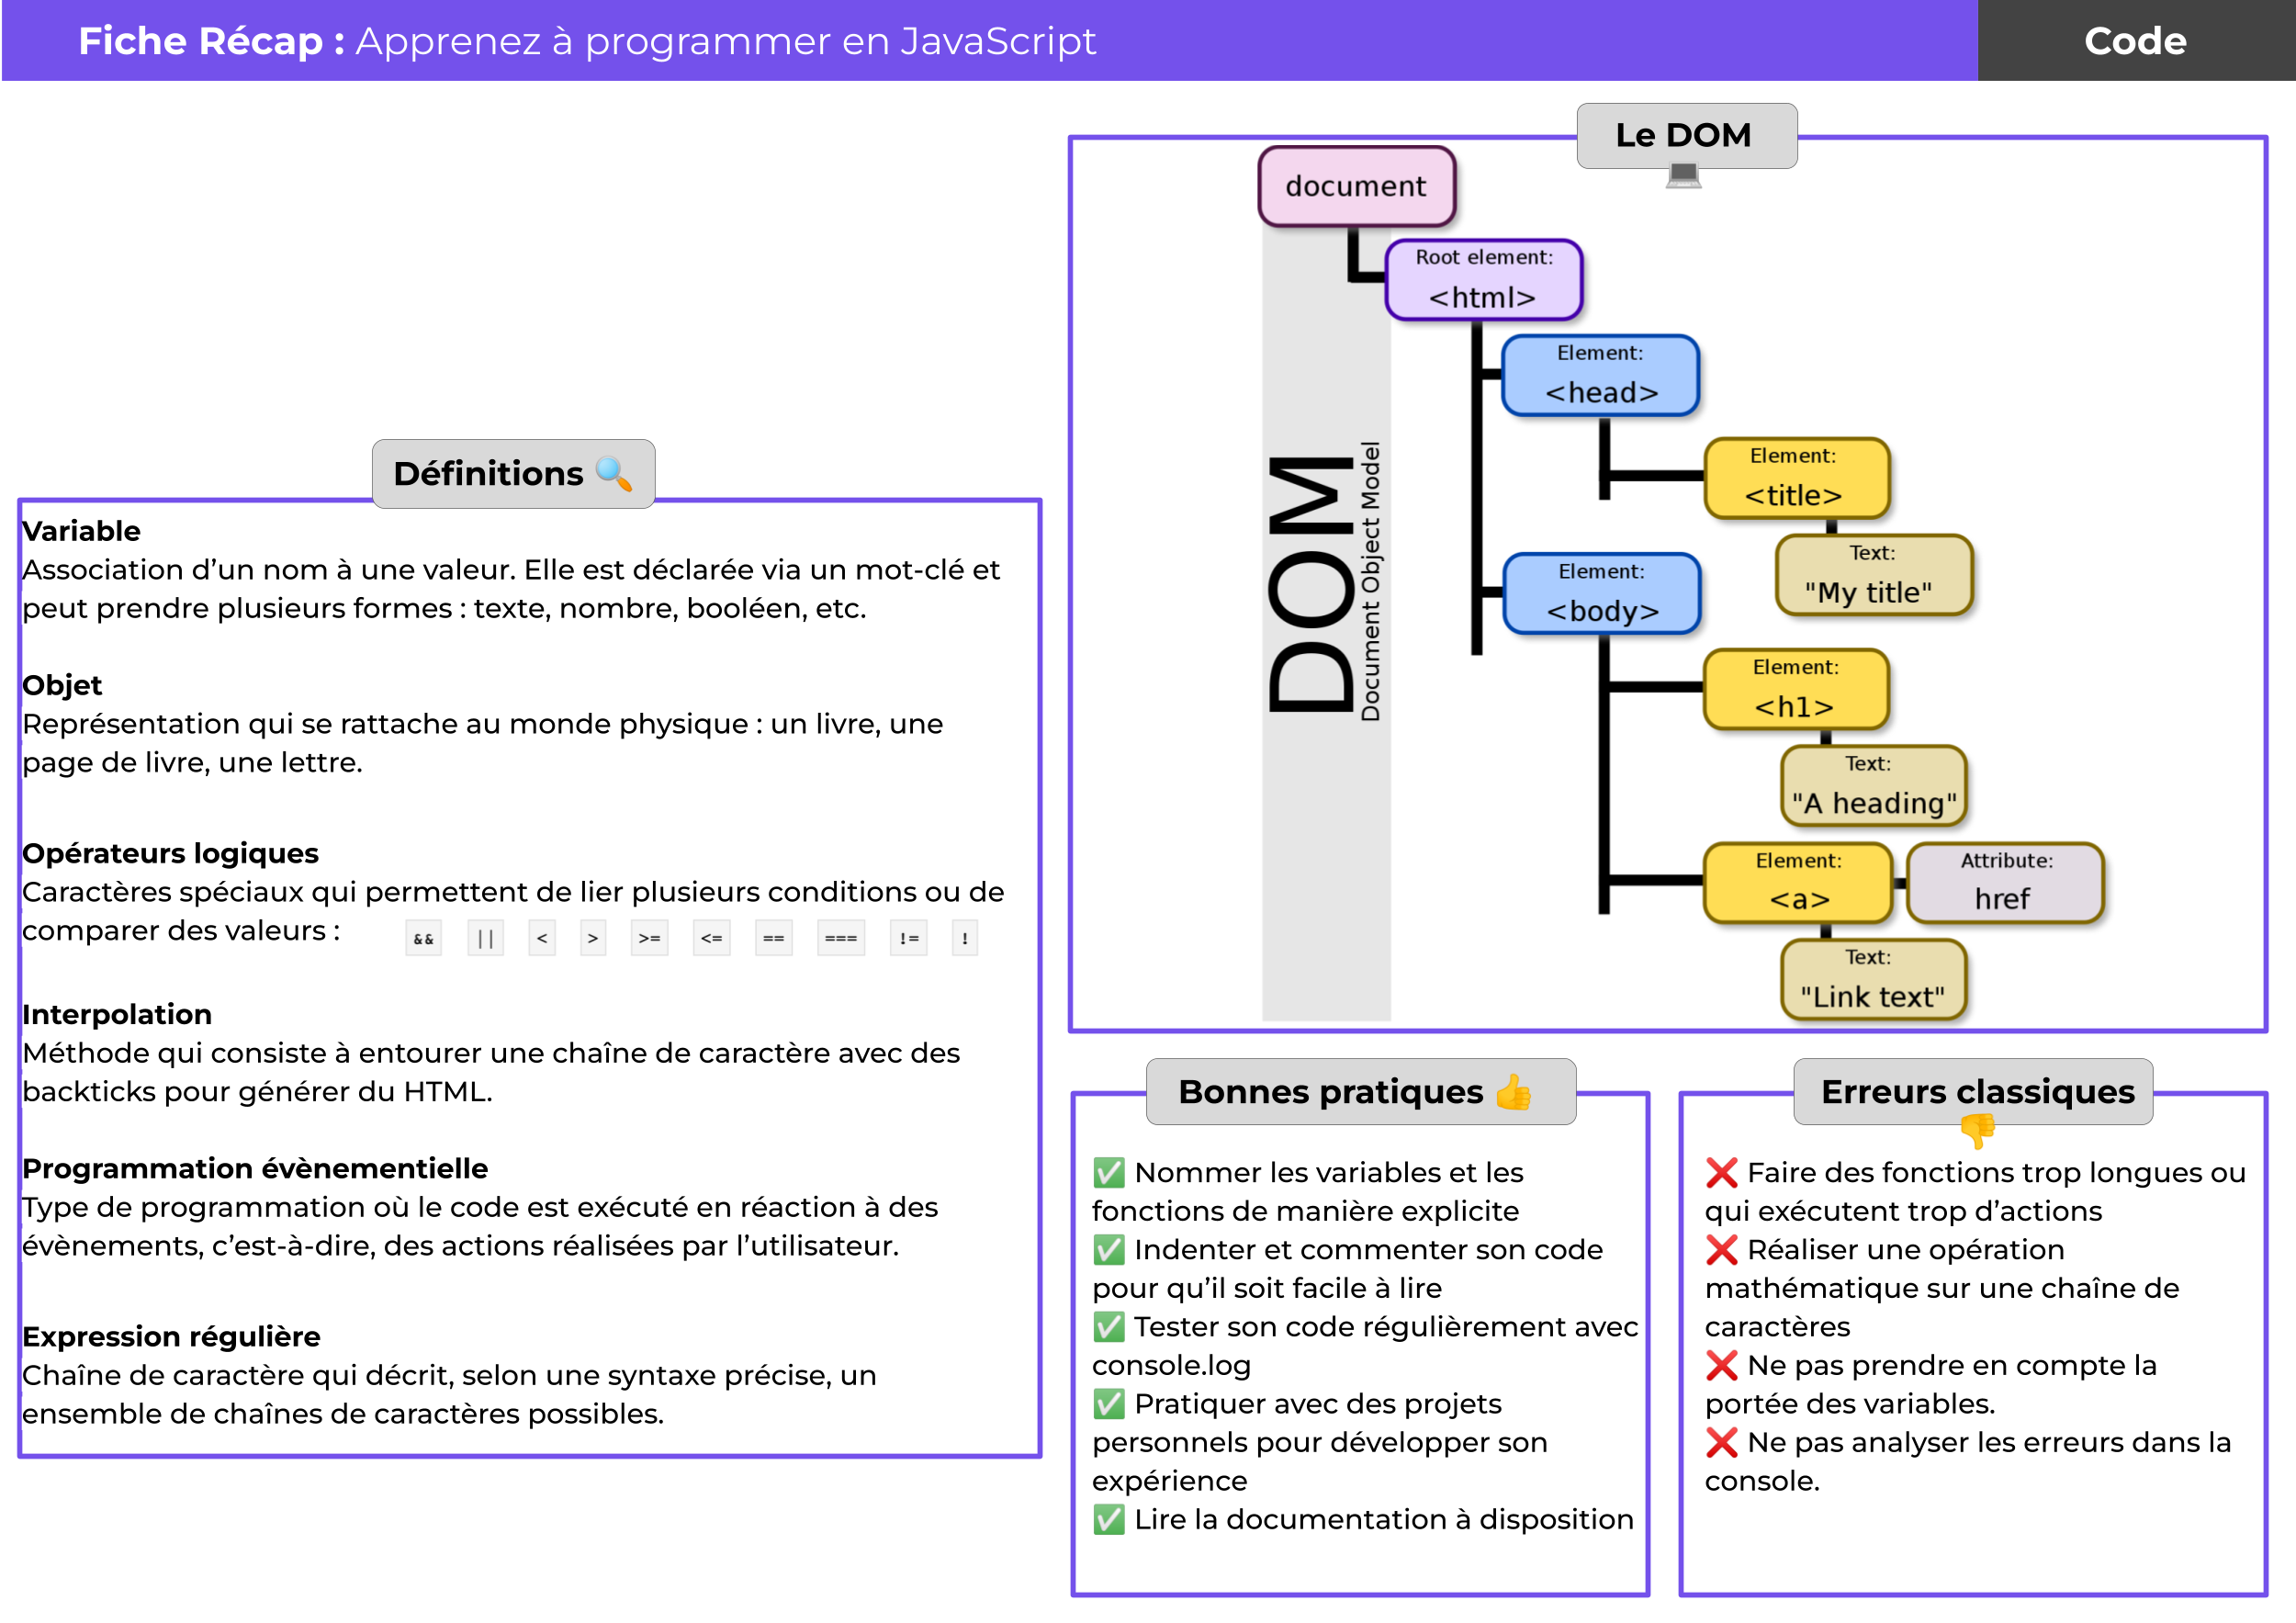 Fiche Récap : Apprenez à programmer en JavaScript
Code
Définitions 🔍
Variable
Association d’un nom à une valeur. Elle est déclarée via un mot-clé et
peut prendre plusieurs formes : texte, nombre, booléen, etc.
Objet
Représentation qui se rattache au monde physique : un livre, une
page de livre, une lettre.
Opérateurs logiques
Caractères spéciaux qui permettent de lier plusieurs conditions ou de
comparer des valeurs : && || < > >= <= == === != !
Interpolation
Méthode qui consiste à entourer une chaîne de caractère avec des
backticks pour générer du HTML.
Programmation évènementielle
Type de programmation où le code est exécuté en réaction à des
évènements, c’est-à-dire, des actions réalisées par l’utilisateur.
Expression régulière
Chaîne de caractère qui décrit, selon une syntaxe précise, un
ensemble de chaînes de caractères possibles.
Le DOM
💻
DOM
Document Object Model
document
Root element:
<html>
Element:
<head>
Element:
<title>
Text:
"My title"
Element:
<body>
Element:
<h1>
Text:
"A heading"
Element:
<a>
Attribute:
href
Text:
"Link text"
Bonnes pratiques 👍
✅ Nommer les variables et les
fonctions de manière explicite
✅ Indenter et commenter son code
pour qu’il soit facile à lire
✅ Tester son code régulièrement avec
console.log
✅ Pratiquer avec des projets
personnels pour développer son
expérience
✅ Lire la documentation à disposition
Erreurs classiques
👎
❌ Faire des fonctions trop longues ou
qui exécutent trop d’actions
❌ Réaliser une opération
mathématique sur une chaîne de
caractères
❌ Ne pas prendre en compte la
portée des variables.
❌ Ne pas analyser les erreurs dans la
console.